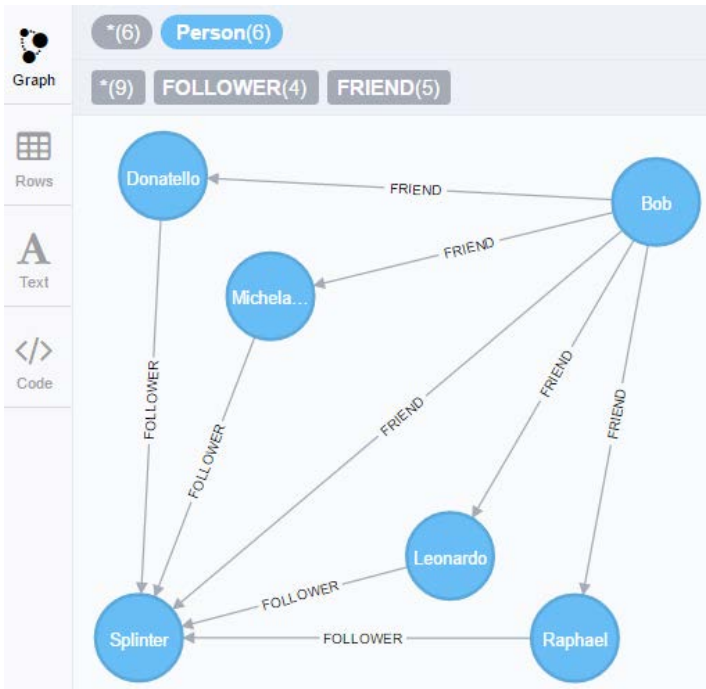 *(6) Person(6)
Graph
*(9) FOLLOWER(4) FRIEND(5)
Rows
Donatello
FRIEND
Bob
FRIEND
Text
Michela...
Code
FOLLOWER
FRIEND
FRIEND
FRIEND
FOLLOWER
Leonardo
FOLLOWER
Splinter
FOLLOWER
Raphael